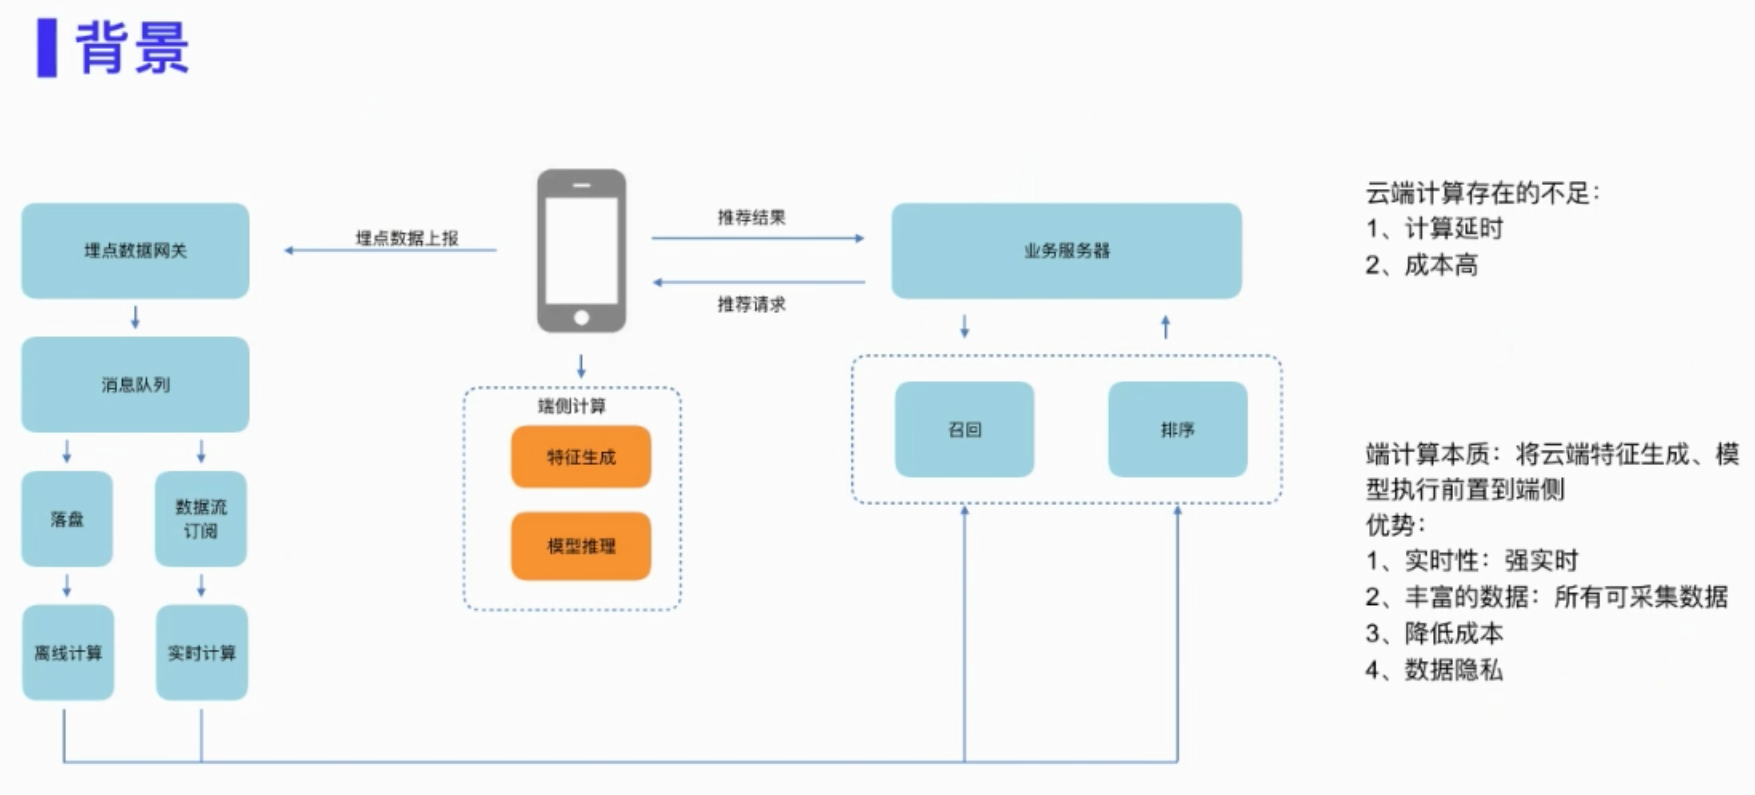 背景
埋点数据网关
埋点数据上报
推荐结果
推荐请求
业务服务器
消息队列
落盘
数据流
订阅
离线计算
实时计算
端侧计算
特征生成
模型推理
召回
排序
云端计算存在的不足：
1、计算延时
2、成本高
端计算本质：将云端特征生成、模
型执行前置到端侧
优势：
1、实时性：强实时
2、丰富的数据：所有可采集数据
3、降低成本
4、数据隐私